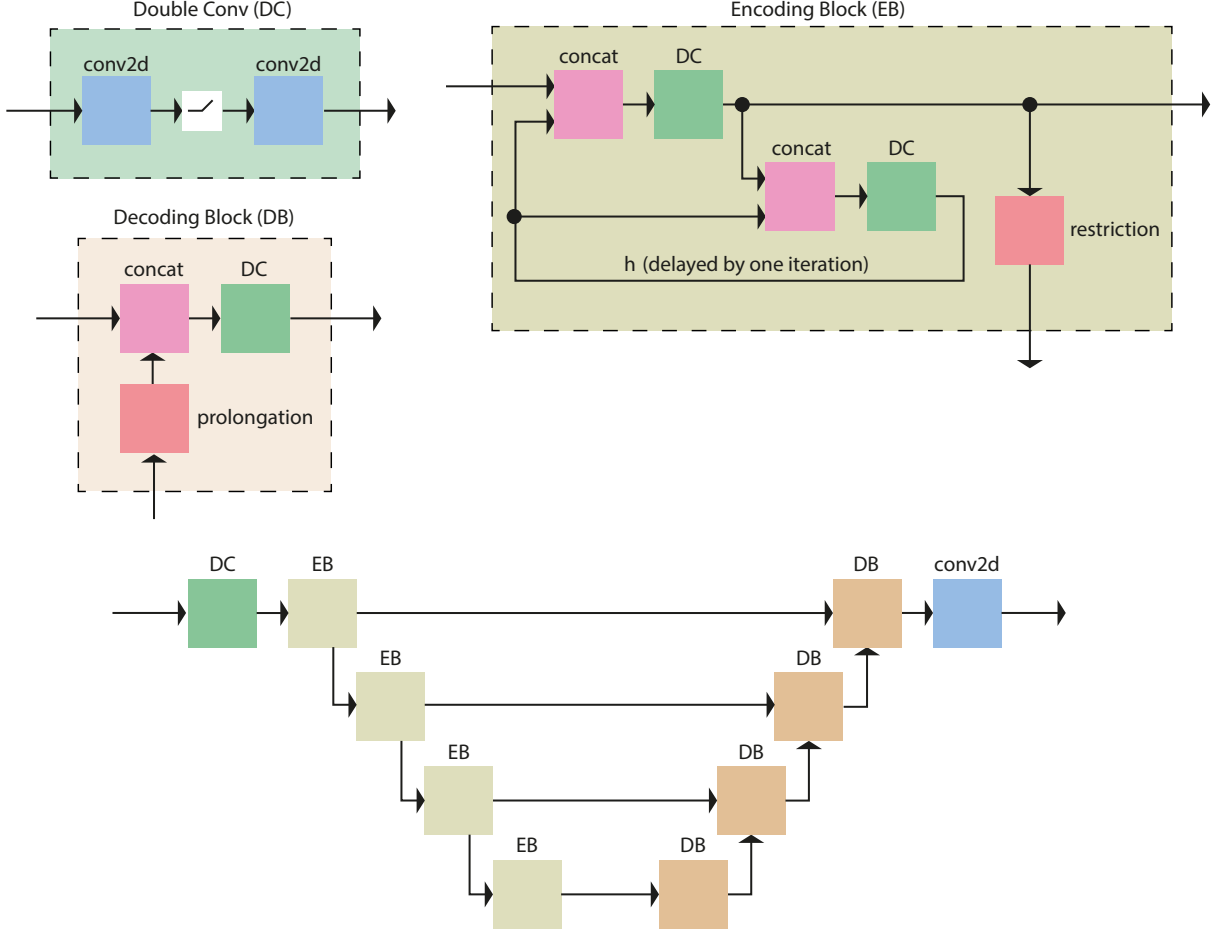 Double Conv (DC)
conv2d
conv2d
Encoding Block (EB)
concat
DC
concat
DC
restriction
h (delayed by one iteration)
Decoding Block (DB)
concat
DC
prolongation
DC
EB
DB
conv2d
EB
DB
EB
DB
EB
DB